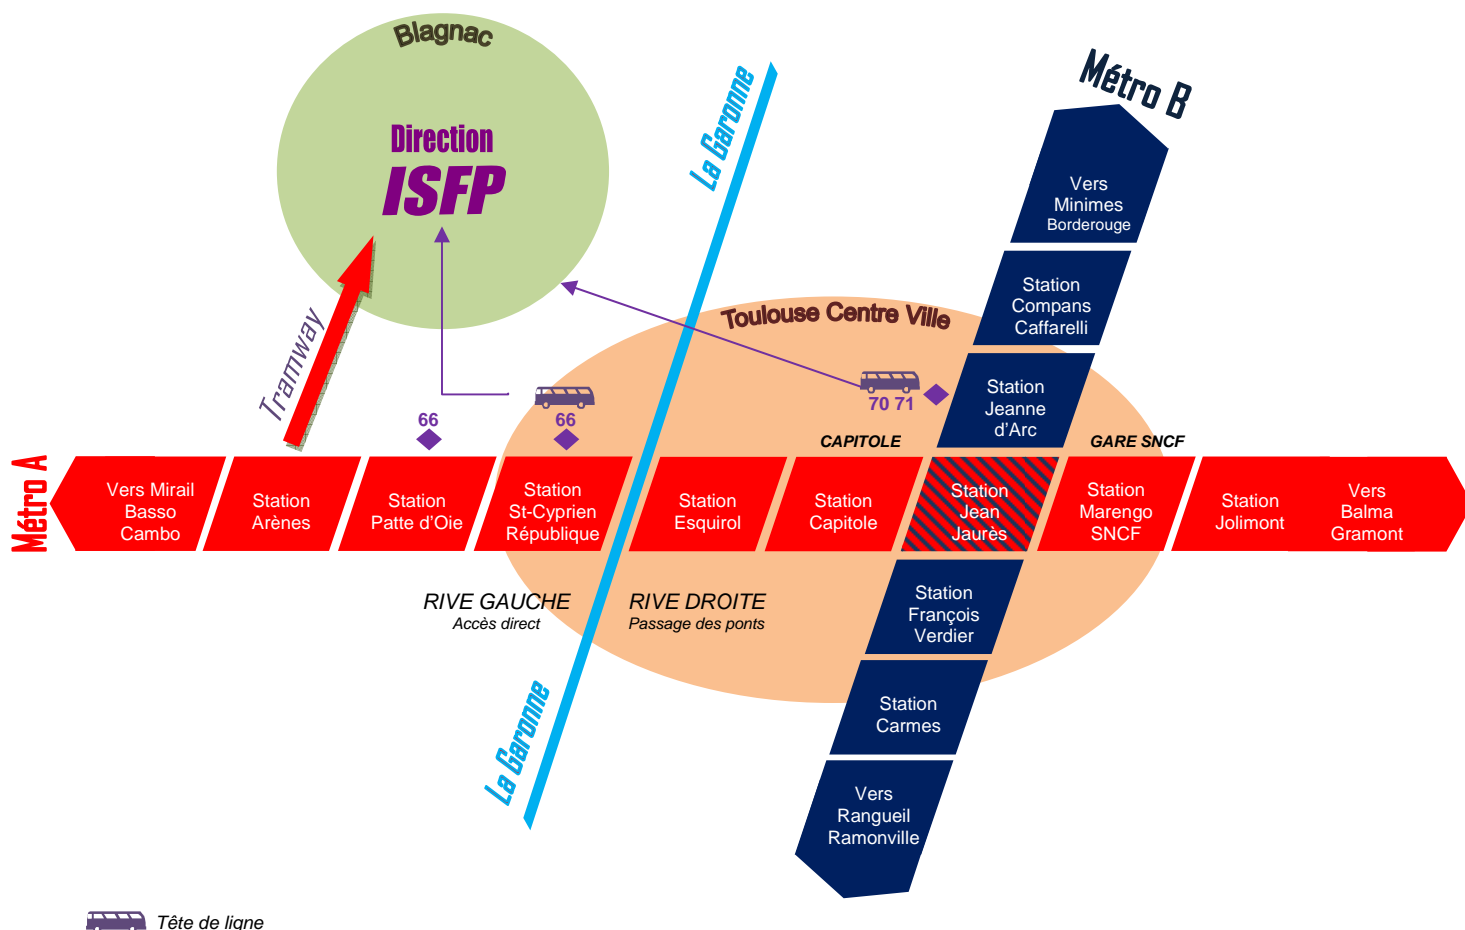 Blagnac
Direction
ISFP
La Garonne
Métro B
Vers
Minimes
Borderouge
Station
Compans
Caffarelli
Toulouse Centre Ville
Tramway
70 71
Station
Jeanne
d’Arc
66
66
CAPITOLE
GARE SNCF
Métro A
Vers Mirail
Basso
Cambo
Station
Arènes
Station
Patte d’Oie
Station
St-Cyprien
République
Station
Esquirol
Station
Capitole
Station
Jean
Jaurès
Station
Marengo
SNCF
Station
Jolimont
Vers
Balma
Gramont
RIVE GAUCHE
Accès direct
RIVE DROITE
Passage des ponts
Station
François
Verdier
La Garonne
Station
Carmes
Vers
Rangueil
Ramonville
Tête de ligne